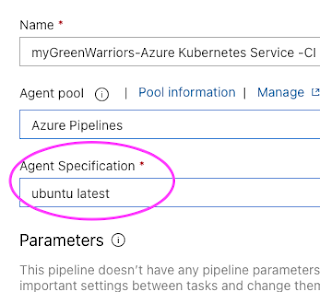 Name *
myGreenWarriors-Azure Kubernetes Service -CI
Agent pool | Pool information | Manage
Azure Pipelines
Agent Specification *
ubuntu latest
Parameters
This pipeline doesn't have any pipeline parameters
important settings between tasks and change them